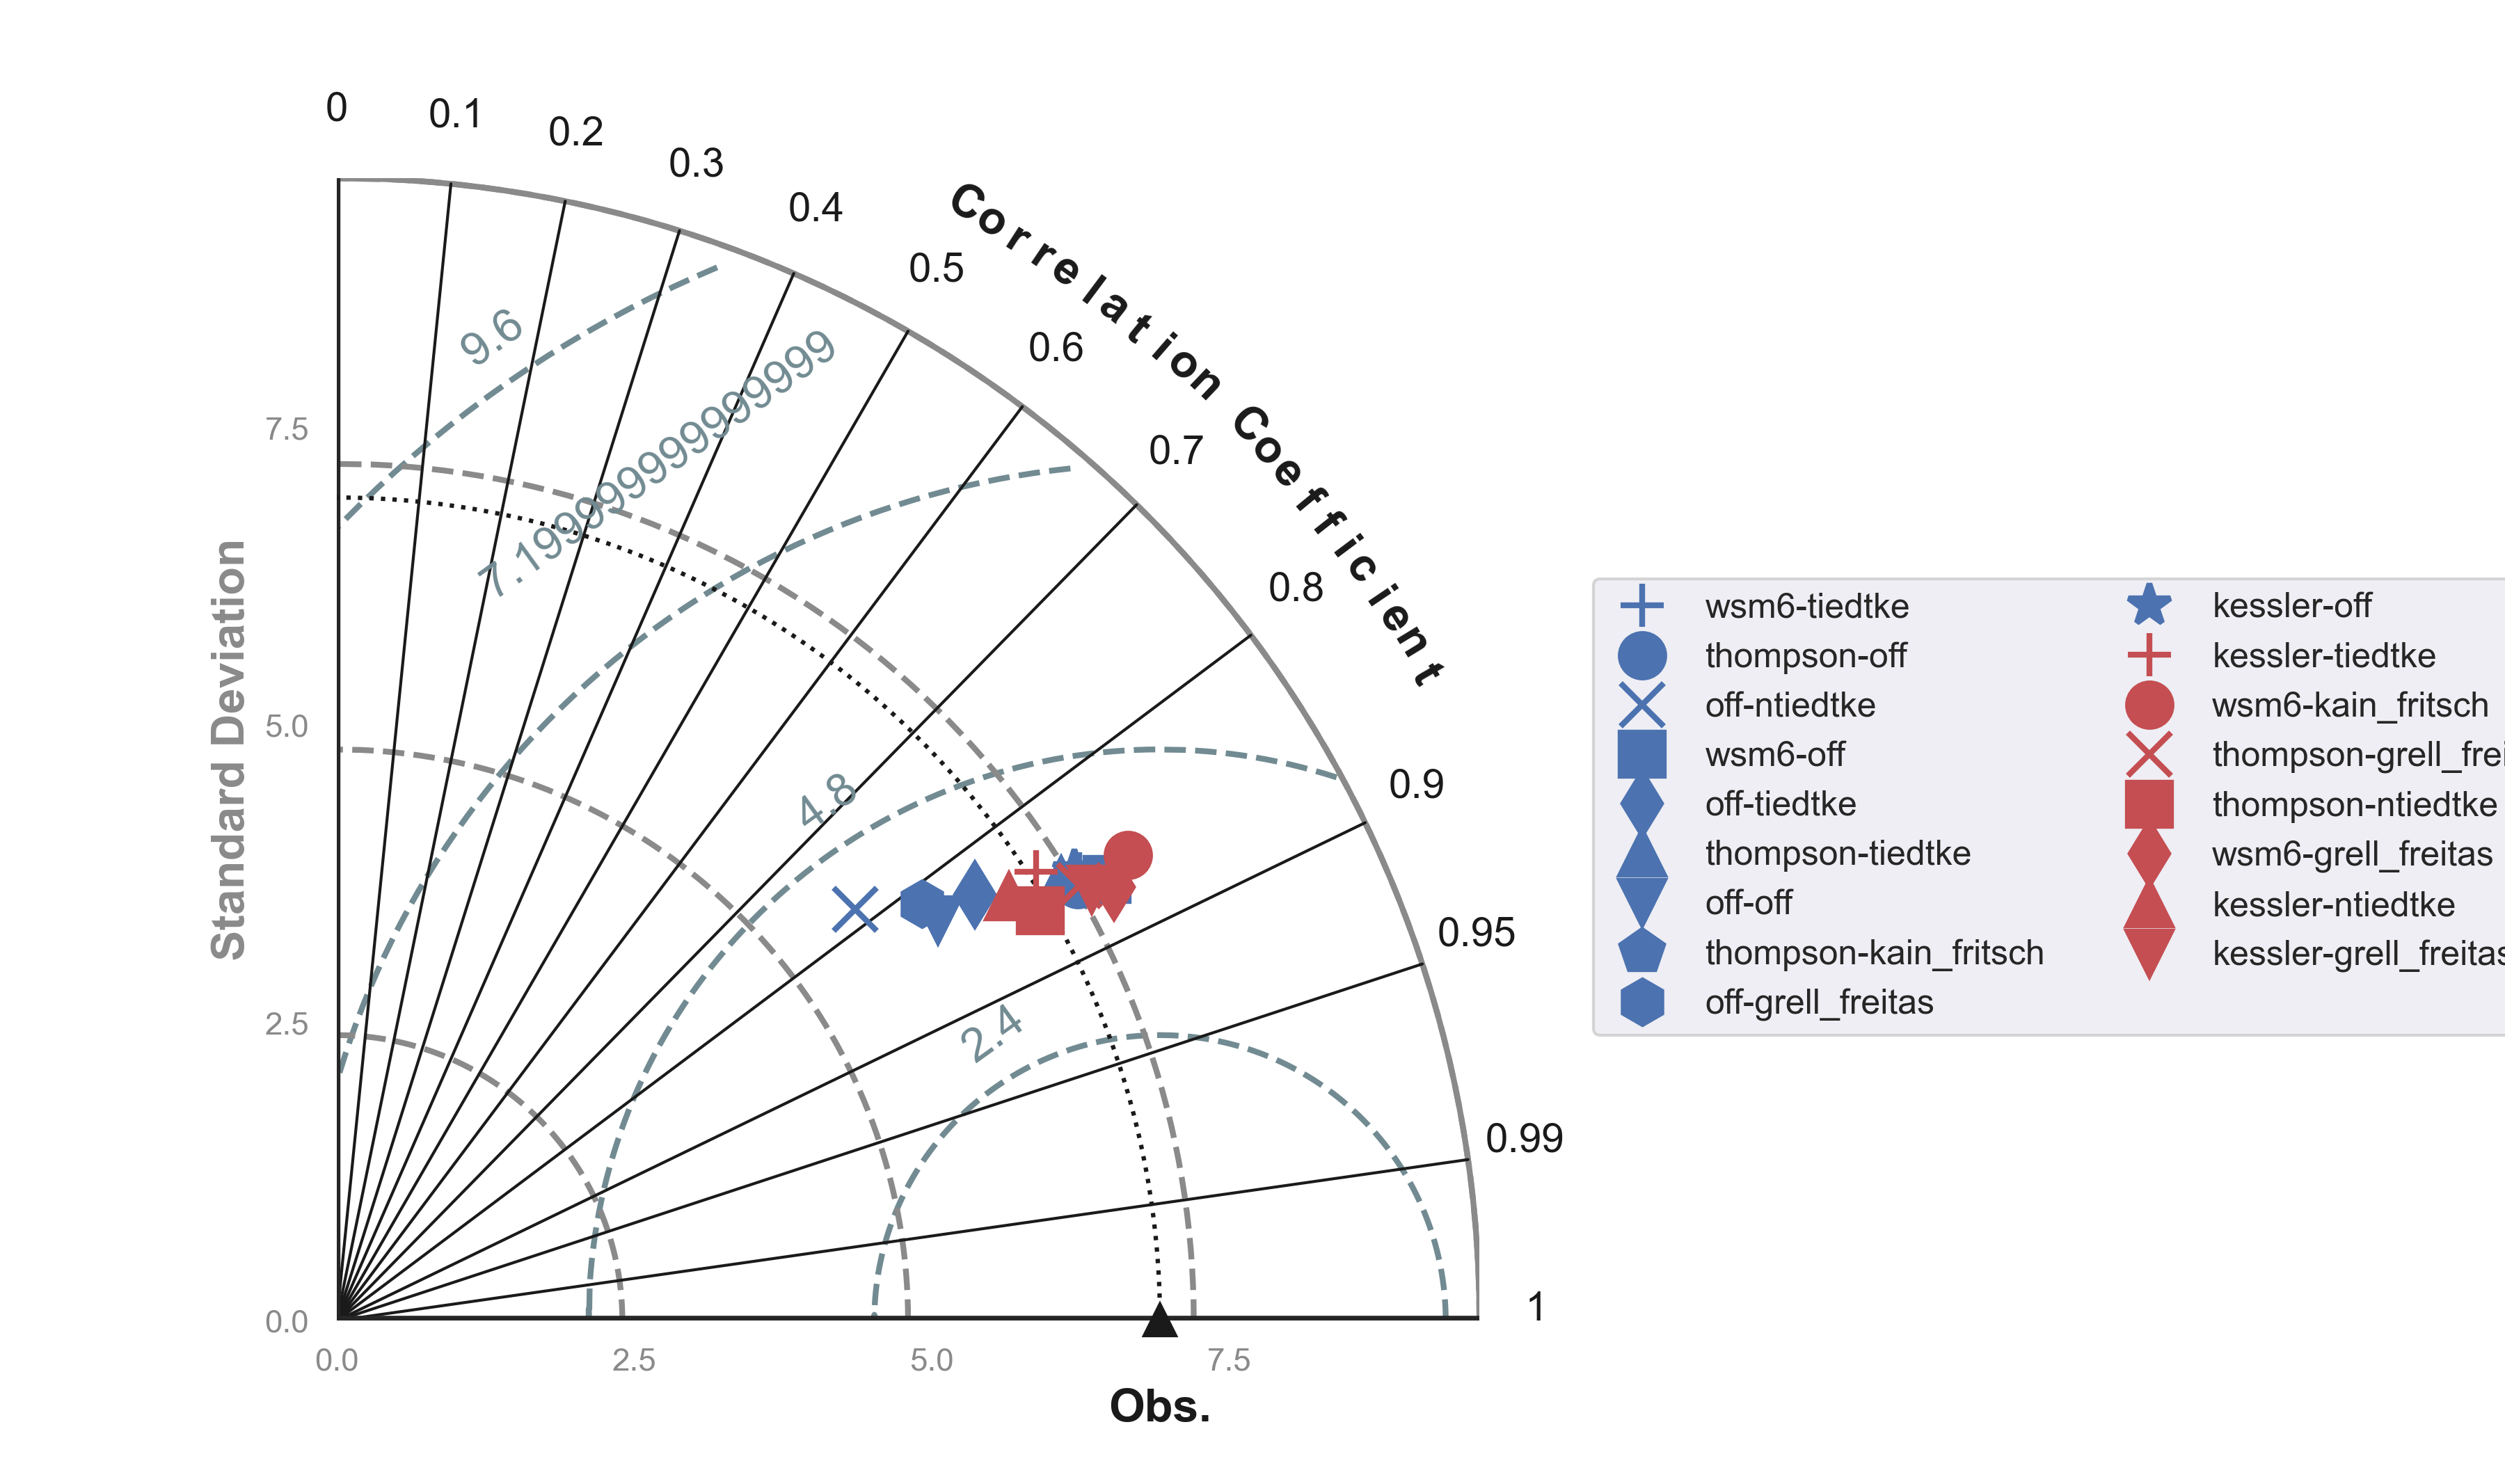 0
0.1
0.2
0.3
0.4
0.5
0.6
0.7
0.8
0.9
0.95
0.99
1
Correlation Coefficient
Standard Deviation
7.5
5.0
2.5
0.0
0.0
2.5
5.0
7.5
Obs.
9.6
4.8
2.4
wsm6-tiedtke
thompson-off
off-ntiedtke
wsm6-off
off-tiedtke
thompson-tiedtke
off-off
thompson-kain_fritsch
off-grell_freitas
kessler-off
kessler-tiedtke
wsm6-kain_fritsch
thompson-grell_frei
thompson-ntiedtke
wsm6-grell_freitas
kessler-ntiedtke
kessler-grell_freitas